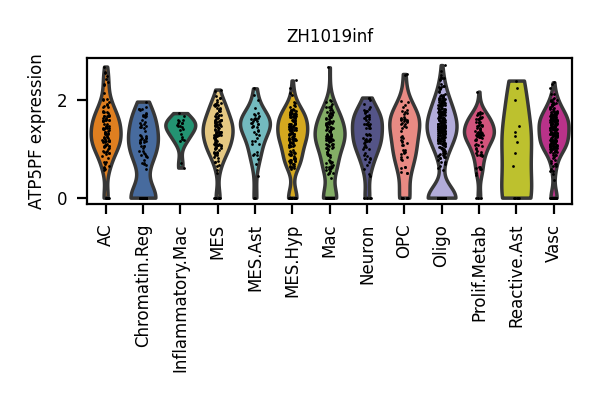 ZH1019inf
ATP5PF expression
2
0
AC
Chromatin.Reg
Inflammatory.Mac
MES
MES.Ast
MES.Hyp
Mac
Neuron
OPC
Oligo
Prolif.Metab
Reactive.Ast
Vasc